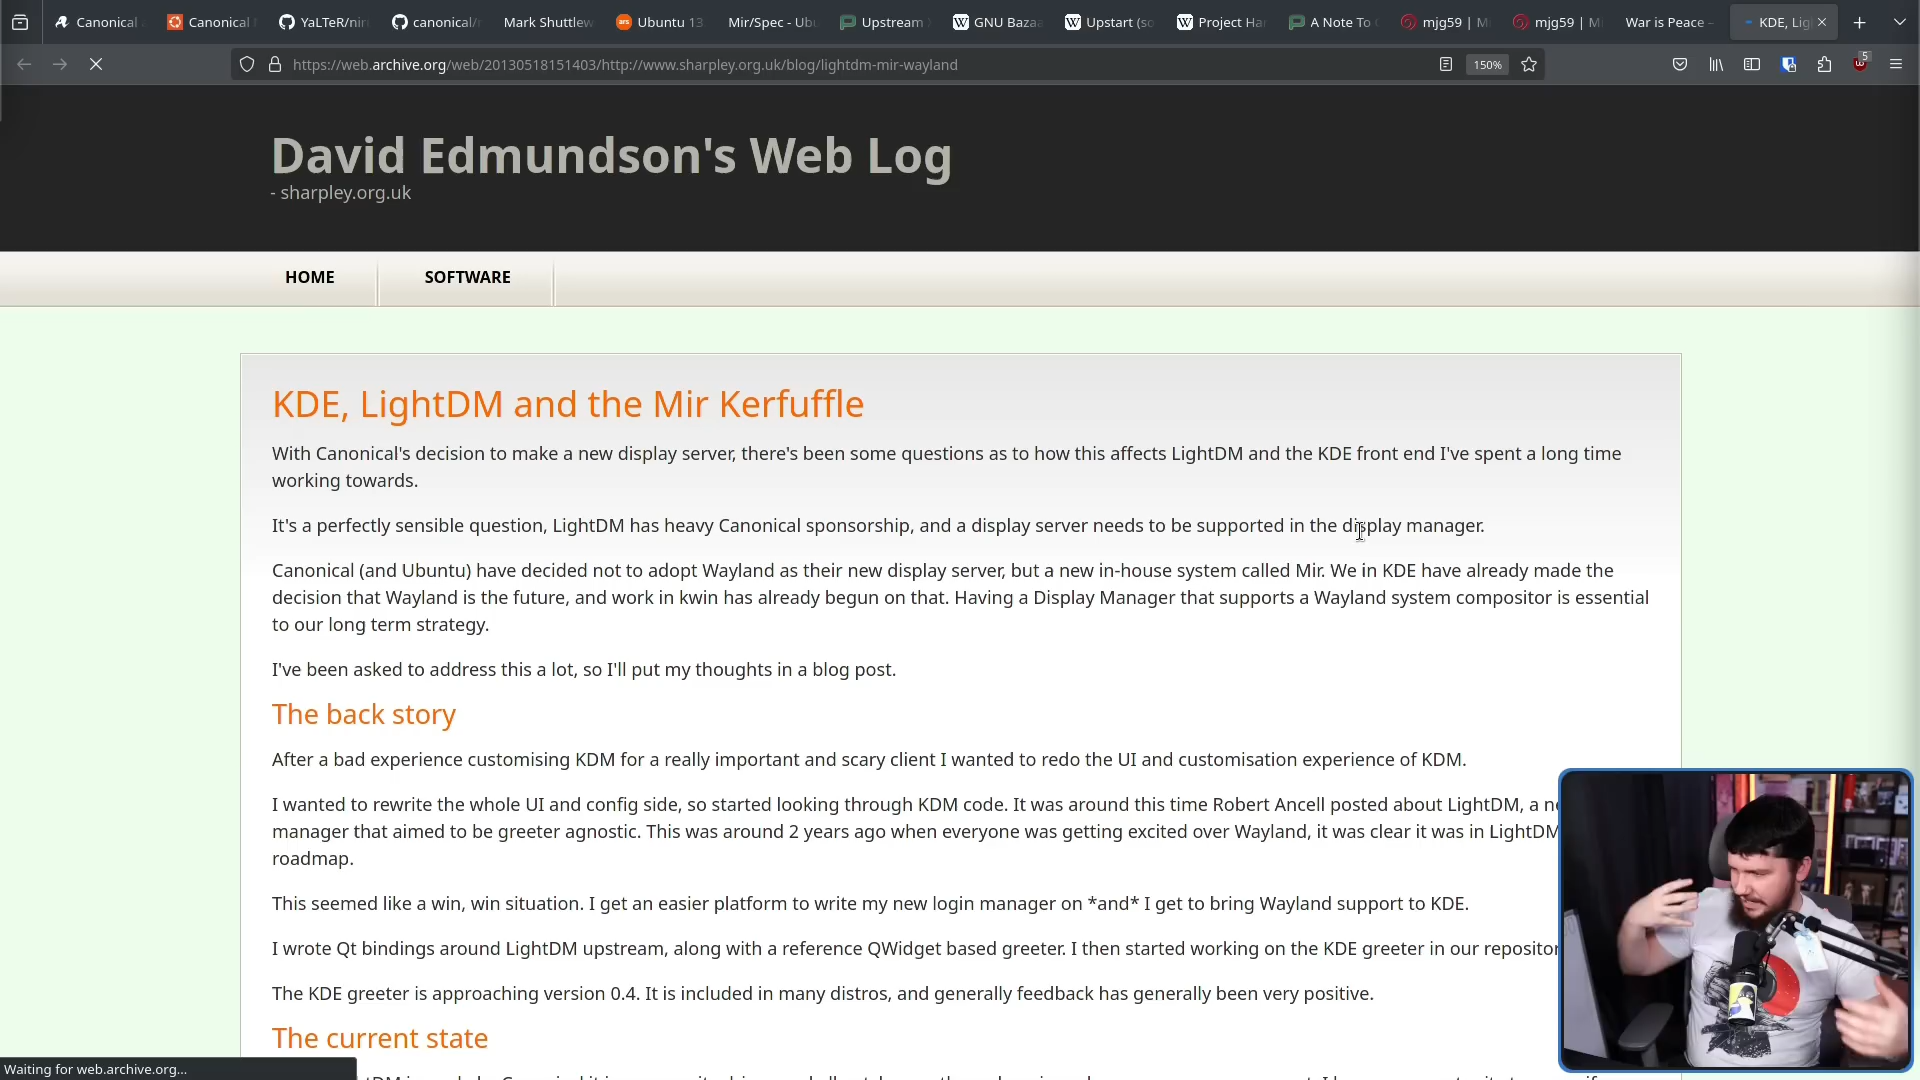 Canonical
Canonical
YaLTeR/nir
canonical/
Mark Shuttlew
Ubuntu 13
Mir/Spec - Ub
Upstream
GNU Bazaa
Upstart (so
Project Ha
A Note To
mjg59 | M
mjg59 | M
War is Peace –
KDE, Lig
https://web.archive.org/web/20130518151403/http://www.sharpley.org.uk/blog/lightdm-mir-wayland
150%
5
David Edmundson's Web Log
- sharpley.org.uk
HOME
SOFTWARE
KDE, LightDM and the Mir Kerfuffle
With Canonical's decision to make a new display server, there's been some questions as to how this affects LightDM and the KDE front end I've spent a long time
working towards.
It's a perfectly sensible question, LightDM has heavy Canonical sponsorship, and a display server needs to be supported in the display manager.
Canonical (and Ubuntu) have decided not to adopt Wayland as their new display server, but a new in-house system called Mir. We in KDE have already made the
decision that Wayland is the future, and work in kwin has already begun on that. Having a Display Manager that supports a Wayland system compositor is essential
to our long term strategy.
I've been asked to address this a lot, so I'll put my thoughts in a blog post.
The back story
After a bad experience customising KDM for a really important and scary client I wanted to redo the UI and customisation experience of KDM.
I wanted to rewrite the whole UI and config side, so started looking through KDM code. It was around this time Robert Ancell posted about LightDM, a
manager that aimed to be greeter agnostic. This was around 2 years ago when everyone was getting excited over Wayland, it was clear it was in LightDM
roadmap.
This seemed like a win, win situation. I get an easier platform to write my new login manager on *and* I get to bring Wayland support to KDE.
I wrote Qt bindings around LightDM upstream, along with a reference QWidget based greeter. I then started working on the KDE greeter in our repositor
The KDE greeter is approaching version 0.4. It is included in many distros, and generally feedback has generally been very positive.
The current state
Waiting for web.archive.org...